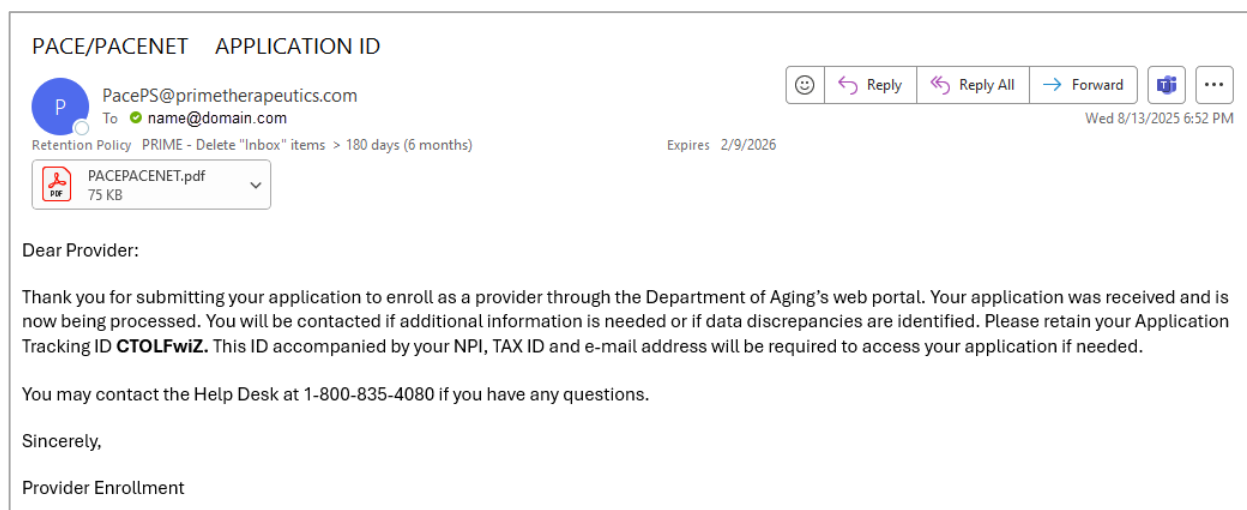 PACE/PACENET APPLICATION ID
P
PacePS@primetherapeutics.com
To name@domain.com
Reply
Reply All
Forward
Wed 8/13/2025 6:52 PM
Retention Policy PRIME - Delete "Inbox" items > 180 days (6 months)
Expires 2/9/2026
PDF
PACEPACENET.pdf
75 KB
Dear Provider:
Thank you for submitting your application to enroll as a provider through the Department of Aging’s web portal. Your application was received and is
now being processed. You will be contacted if additional information is needed or if data discrepancies are identified. Please retain your Application
Tracking ID CTOLFwiZ. This ID accompanied by your NPI, TAX ID and e-mail address will be required to access your application if needed.
You may contact the Help Desk at 1-800-835-4080 if you have any questions.
Sincerely,
Provider Enrollment